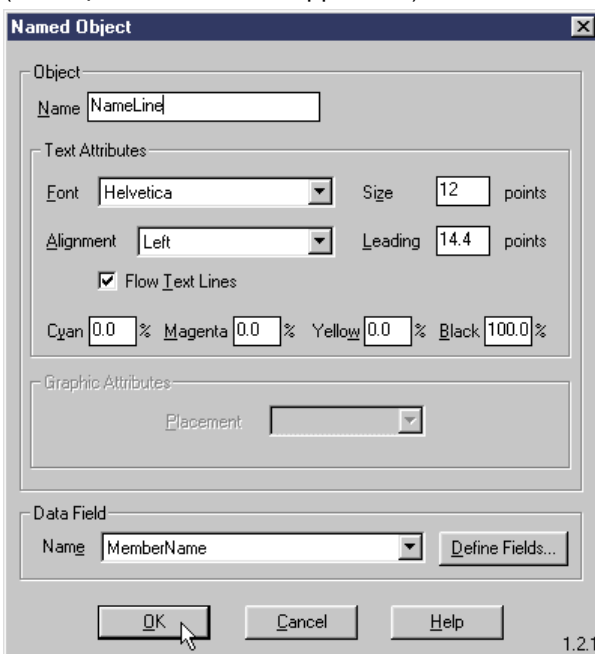 Named Object
Object
Name NameLine
Text Attributes
Font Helvetica Size 12 points
Alignment Left Leading 14.4 points
Flow Text Lines
Cyan 0.0 % Magenta 0.0 % Yellow 0.0 % Black 100.0 %
Graphic Attributes
Placement
Data Field
Name MemberName Define Fields...
OK Cancel Help
1.2.1